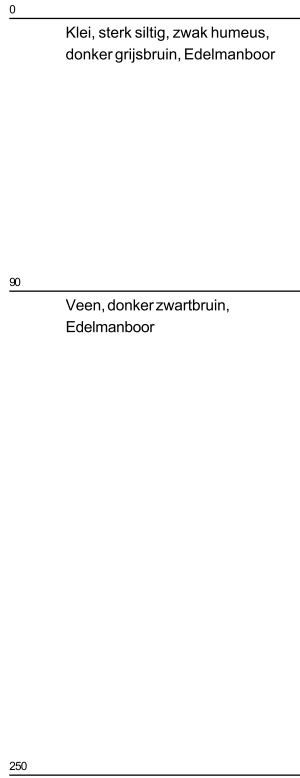 0
Klei, sterk siltig, zwak humeus,
donker grijsbruin, Edelmanboor
90
Veen, donker zwartbruin,
Edelmanboor
250